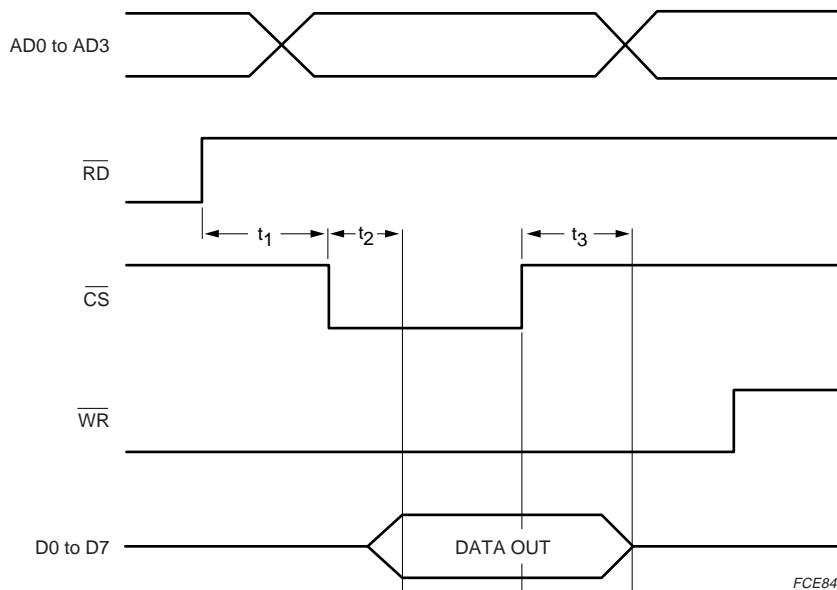 AD0 to AD3
RD
t1
t2
t3
CS
WR
D0 to D7
DATA OUT
FCE84